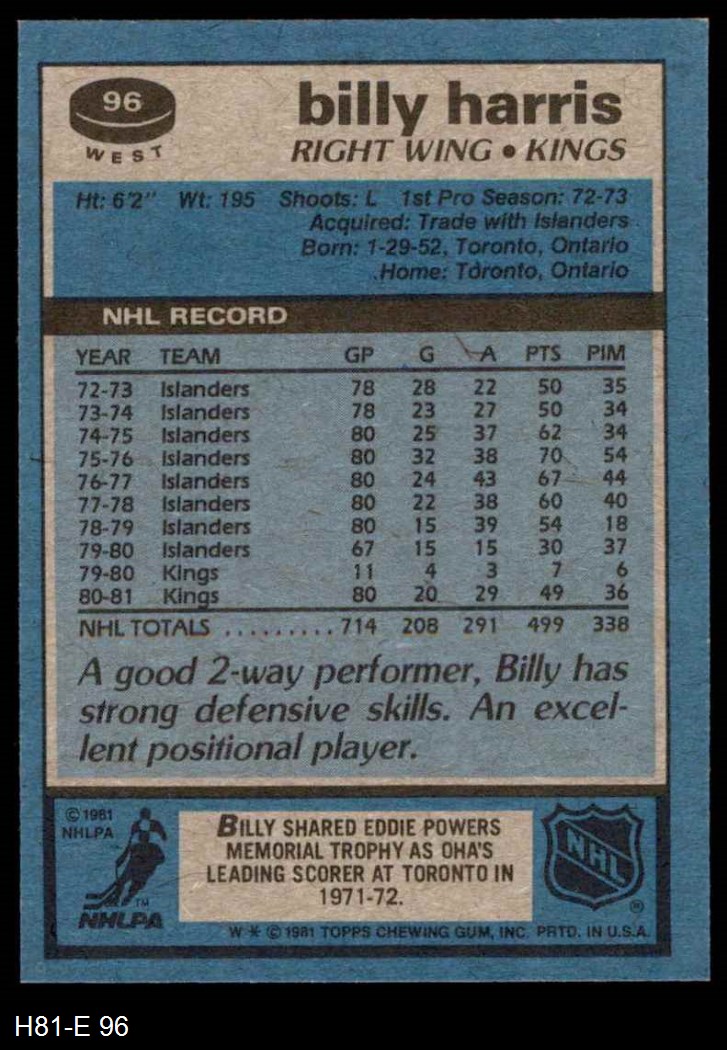 96
WEST
billy harris
RIGHT WING • KINGS
Ht: 6'2" Wt: 195 Shoots: L 1st Pro Season: 72-73
Acquired: Trade with Islanders
Born: 1-29-52, Toronto, Ontario
Home: Toronto, Ontario
NHL RECORD
YEAR TEAM GP G A PTS PIM
72-73 Islanders 78 28 22 50 35
73-74 Islanders 78 23 27 50 34
74-75 Islanders 80 25 37 62 34
75-76 Islanders 80 32 38 70 54
76-77 Islanders 80 24 43 67 44
77-78 Islanders 80 22 38 60 40
78-79 Islanders 80 15 39 54 18
79-80 Islanders 67 15 15 30 37
79-80 Kings 11 4 3 7 6
80-81 Kings 80 20 29 49 36
NHL TOTALS .......... 714 208 291 499 338
A good 2-way performer, Billy has
strong defensive skills. An excel-
lent positional player.
© 1981
NHLPA
TM
NHLPA
BILLY SHARED EDDIE POWERS
MEMORIAL TROPHY AS OHA'S
LEADING SCORER AT TORONTO IN
1971-72.
NHL
®
W * © 1981 TOPPS CHEWING GUM, INC. PRTD. IN U.S.A.
H81-E 96